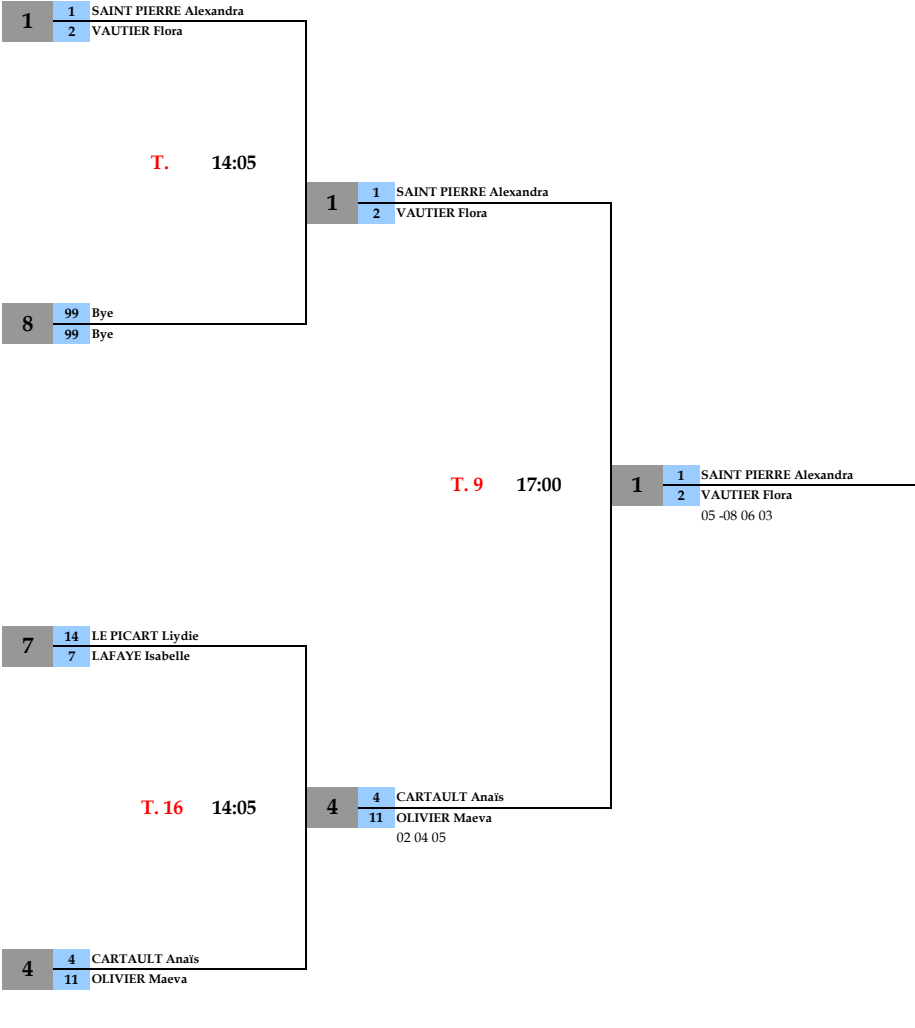 1 1 SAINT PIERRE Alexandra
2 VAUTIER Flora
T. 14:05
1 1 SAINT PIERRE Alexandra
2 VAUTIER Flora
8 99 Bye
99 Bye
T. 9 17:00
1 1 SAINT PIERRE Alexandra
2 VAUTIER Flora
05 -08 06 03
7 14 LE PICART Liydie
7 LAFAYE Isabelle
T. 16 14:05
4 4 CARTAULT Anaïs
11 OLIVIER Maeva
02 04 05
4 4 CARTAULT Anaïs
11 OLIVIER Maeva